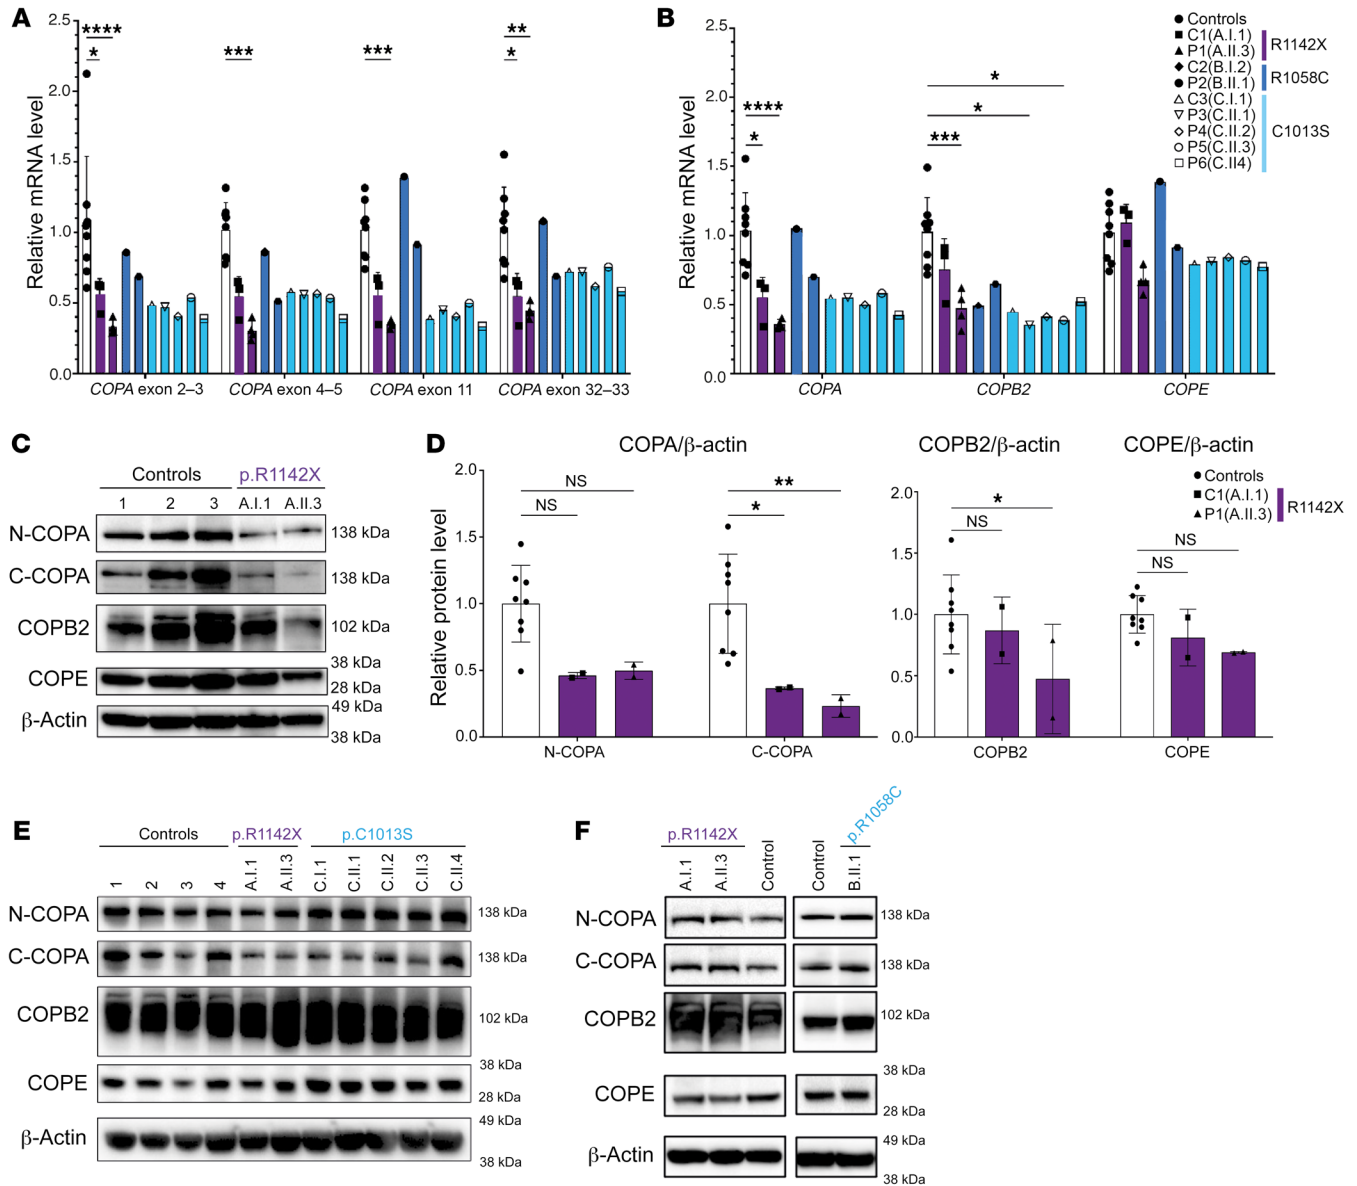 A
Relative mRNA level
2.5
2.0
1.5
1.0
0.5
0.0
****
*
***
***
**
*
COPA exon 2–3
COPA exon 4–5
COPA exon 11
COPA exon 32–33
B
Relative mRNA level
2.5
2.0
1.5
1.0
0.5
0.0
****
*
***
*
*
COPA
COPB2
COPE
Controls
C1(A.I.1)
P1(A.II.3)
R1142X
C2(B.I.2)
P2(B.II.1)
R1058C
C3(C.I.1)
P3(C.II.1)
P4(C.II.2)
P5(C.II.3)
P6(C.II4)
C1013S
C
Controls
p.R1142X
1 2 3 A.I.1 A.II.3
N-COPA 138 kDa
C-COPA 138 kDa
COPB2 102 kDa
38 kDa
COPE 28 kDa
49 kDa
β-Actin
38 kDa
D
COPA/β-actin
COPB2/β-actin
COPE/β-actin
Relative protein level
2.0
1.5
1.0
0.5
0.0
NS
NS
**
*
N-COPA
C-COPA
2.0
1.5
1.0
0.5
0.0
*
NS
NS
NS
COPB2
COPE
Controls
C1(A.I.1)
P1(A.II.3)
R1142X
E
Controls
p.R1142X
p.C1013S
1 2 3 4 A.I.1 A.II.3 C.I.1 C.II.1 C.II.2 C.II.3 C.II.4
N-COPA 138 kDa
C-COPA 138 kDa
COPB2 102 kDa
38 kDa
COPE
28 kDa
49 kDa
β-Actin
38 kDa
F
p.R1142X
p.R1058C
A.I.1 A.II.3 Control Control B.II.1
N-COPA 138 kDa
C-COPA 138 kDa
COPB2 102 kDa
38 kDa
COPE
28 kDa
49 kDa
β-Actin
38 kDa